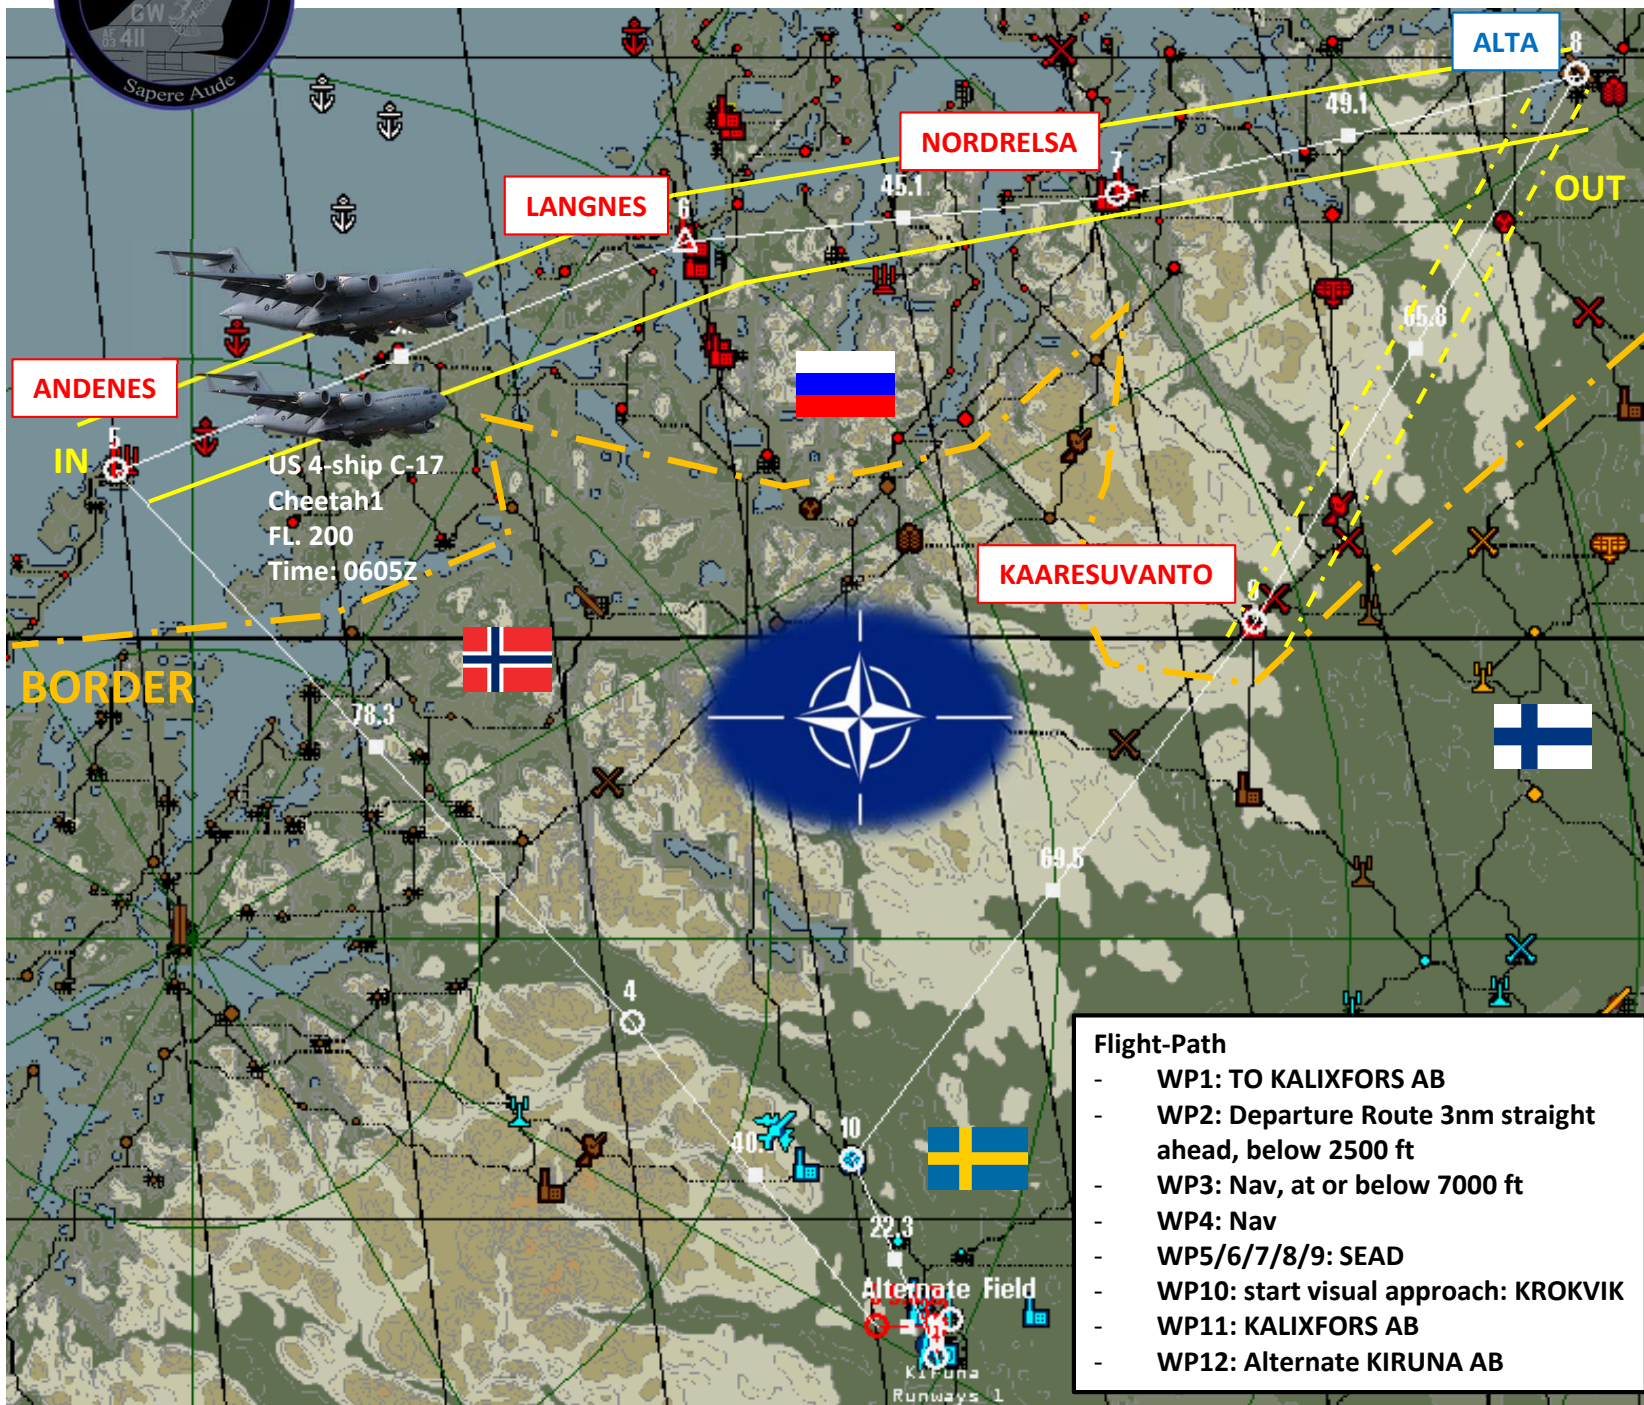 GW
AF
03 411
Sapere Aude
ALTA
8
49.1
NORDRELSA
7
45.1
OUT
LANGNES
6
65.8
ANDENES
5
IN
US 4-ship C-17
Cheetah1
FL. 200
Time: 0605Z
KAARESUVANTO
9
BORDER
78.3
69.5
4
40.
10
22.3
Alternate Field
Kiruna
Runways 1
Flight-Path
- WP1: TO KALIXFORS AB
- WP2: Departure Route 3nm straight
ahead, below 2500 ft
- WP3: Nav, at or below 7000 ft
- WP4: Nav
- WP5/6/7/8/9: SEAD
- WP10: start visual approach: KROKVIK
- WP11: KALIXFORS AB
- WP12: Alternate KIRUNA AB